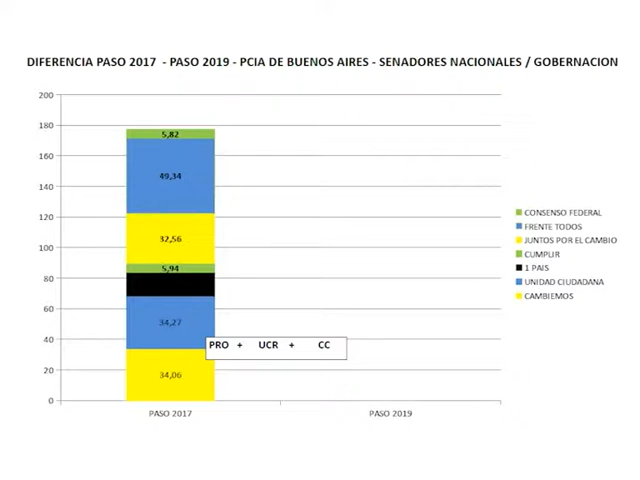 DIFERENCIA PASO 2017 - PASO 2019 - PCIA DE BUENOS AIRES - SENADORES NACIONALES / GOBERNACION
200
180
160
140
120
100
80
60
40
20
0
5,82
49,34
32,56
5,94
34,27
34,06
PRO + UCR + CC
PASO 2017
PASO 2019
CONSENSO FEDERAL
FRENTE TODOS
JUNTOS POR EL CAMBIO
CUMPLIR
1 PAIS
UNIDAD CIUDADANA
CAMBIEMOS